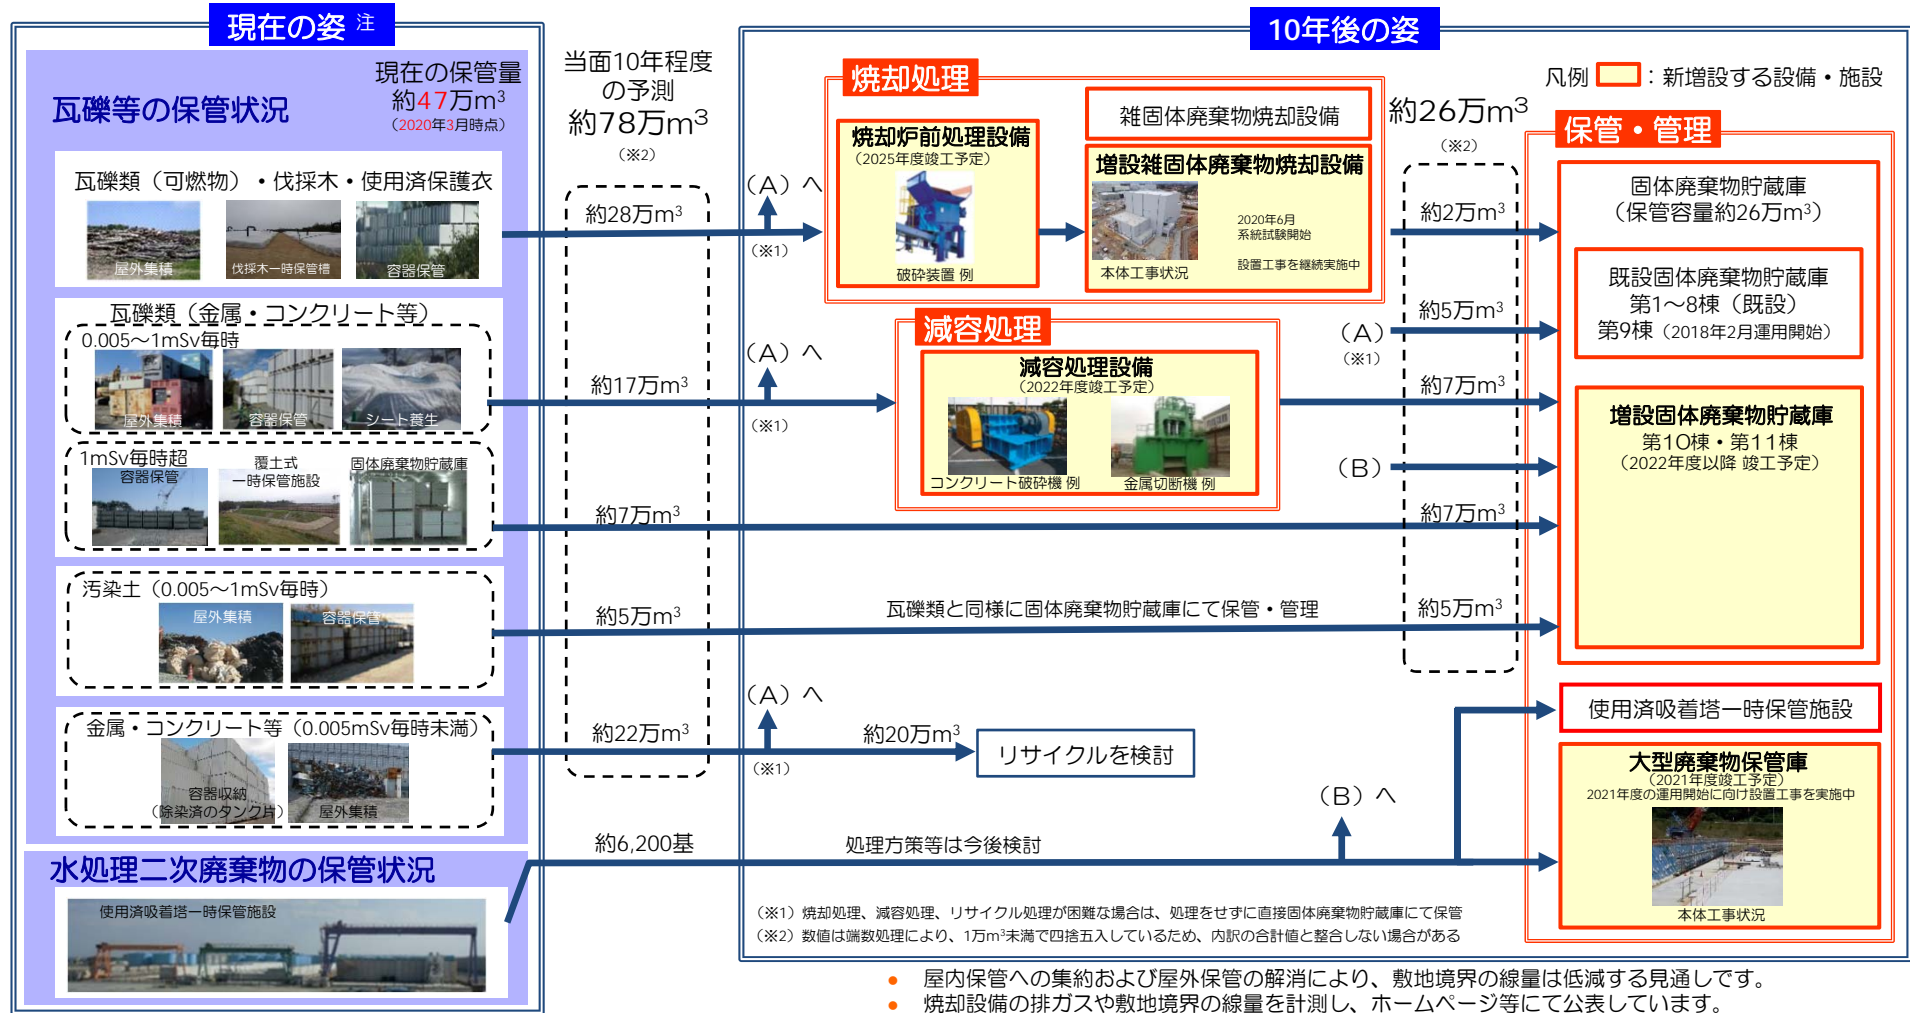 現在の姿 注
瓦礫等の保管状況
現在の保管量
約47万m³
（2020年3月時点）
瓦礫類（可燃物）・伐採木・使用済保護衣
屋外集積
伐採木一時保管槽
容器保管
瓦礫類（金属・コンクリート等）
0.005～1mSv毎時
屋外集積
容器保管
シート養生
1mSv毎時超
容器保管
覆土式
一時保管施設
固体廃棄物貯蔵庫
汚染土（0.005～1mSv毎時）
屋外集積
容器保管
金属・コンクリート等（0.005mSv毎時未満）
容器収納
（除染済のタンク片）
屋外集積
水処理二次廃棄物の保管状況
使用済吸着塔一時保管施設
当面10年程度
の予測
約78万m³
（※2）
約28万m³
約17万m³
約7万m³
約5万m³
約22万m³
約6,200基
10年後の姿
凡例 ：新増設する設備・施設
（A）へ
（※1）
焼却処理
焼却炉前処理設備
（2025年度竣工予定）
破砕装置 例
雑固体廃棄物焼却設備
増設雑固体廃棄物焼却設備
2020年6月
系統試験開始
設置工事を継続実施中
本体工事状況
（A）へ
（※1）
減容処理
減容処理設備
（2022年度竣工予定）
コンクリート破砕機 例
金属切断機 例
瓦礫類と同様に固体廃棄物貯蔵庫にて保管・管理
（A）へ
（※1）
約20万m³
リサイクルを検討
処理方策等は今後検討
（B）へ
約26万m³
（※2）
約2万m³
約5万m³
（A）
（※1）
約7万m³
（B）
約7万m³
約5万m³
保管・管理
固体廃棄物貯蔵庫
（保管容量約26万m³）
既設固体廃棄物貯蔵庫
第1～8棟（既設）
第9棟（2018年2月運用開始）
増設固体廃棄物貯蔵庫
第10棟・第11棟
（2022年度以降 竣工予定）
使用済吸着塔一時保管施設
大型廃棄物保管庫
（2021年度竣工予定）
2021年度の運用開始に向け設置工事を実施中
本体工事状況
（※1）焼却処理、減容処理、リサイクル処理が困難な場合は、処理をせずに直接固体廃棄物貯蔵庫にて保管
（※2）数値は端数処理により、1万m³未満で四捨五入しているため、内訳の合計値と整合しない場合がある
● 屋内保管への集約および屋外保管の解消により、敷地境界の線量は低減する見通しです。
● 焼却設備の排ガスや敷地境界の線量を計測し、ホームページ等にて公表しています。